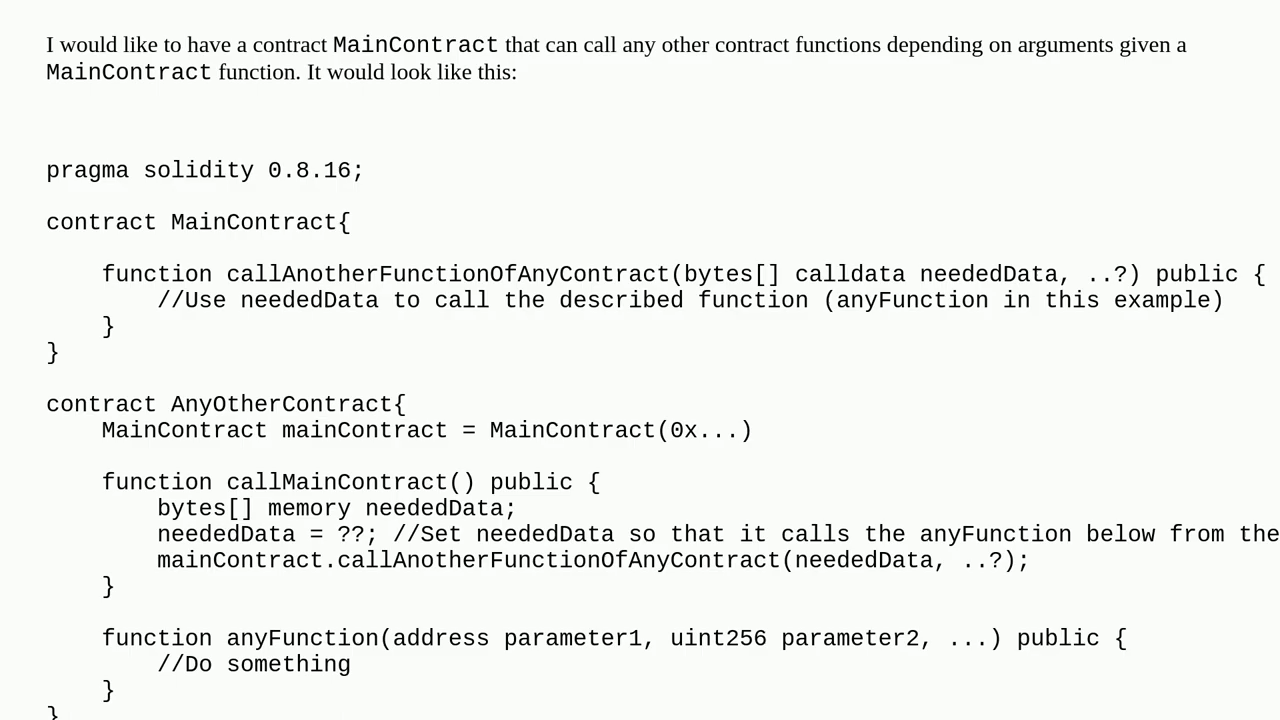 I would like to have a contract MainContract that can call any other contract functions depending on arguments given a
MainContract function. It would look like this:
pragma solidity 0.8.16;
contract MainContract{
    function callAnotherFunctionOfAnyContract(bytes[] calldata neededData, ..?) public {
        //Use neededData to call the described function (anyFunction in this example)
    }
}
contract AnyOtherContract{
    MainContract mainContract = MainContract(0x...)
    function callMainContract() public {
        bytes[] memory neededData;
        neededData = ??; //Set neededData so that it calls the anyFunction below from the
        mainContract.callAnotherFunctionOfAnyContract(neededData, ..?);
    }
    function anyFunction(address parameter1, uint256 parameter2, ...) public {
        //Do something
    }
}